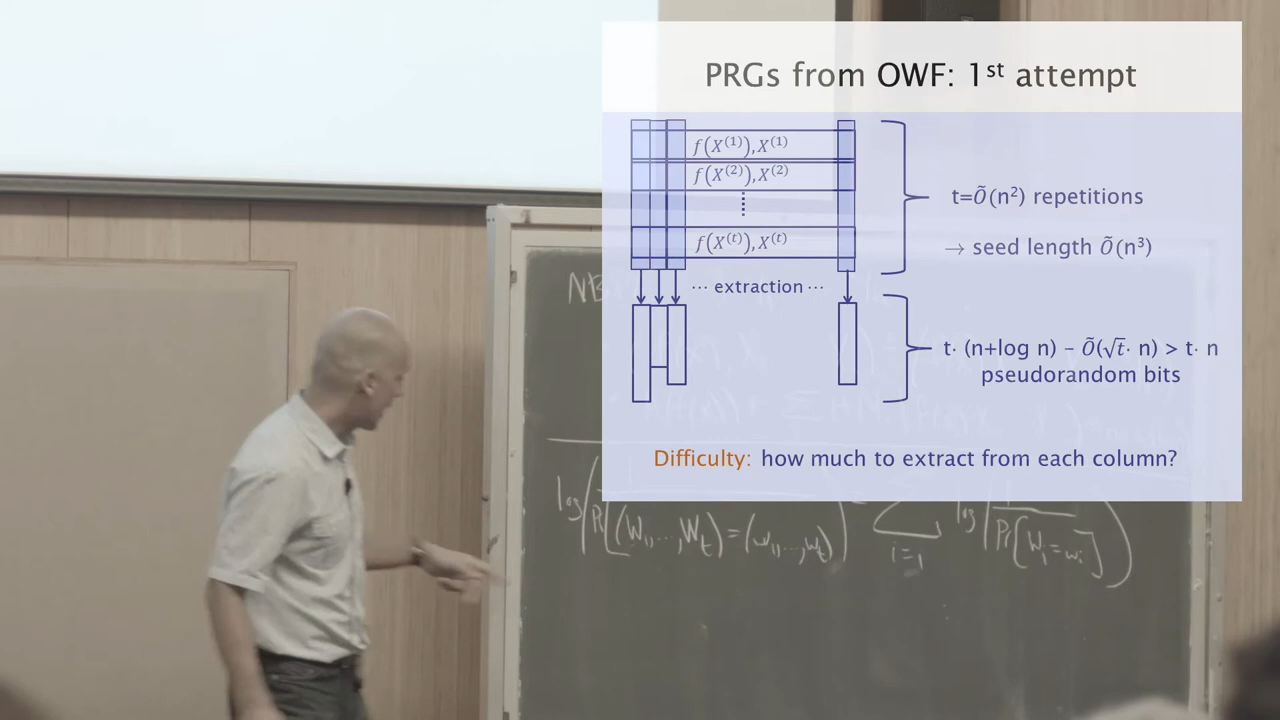 PRGs from OWF: 1st attempt
f(X⁽¹⁾),X⁽¹⁾
f(X⁽²⁾),X⁽²⁾
f(X⁽ᵗ⁾),X⁽ᵗ⁾
t=Õ(n²) repetitions
→ seed length Õ(n³)
··· extraction ···
t· (n+log n) – Õ(√t· n) > t· n
pseudorandom bits
Difficulty: how much to extract from each column?
log(1/Pr[(W₁,...,Wₜ)=(w₁,...,wₜ)]) = Σ i=1 log(1/Pr[Wᵢ=wᵢ])